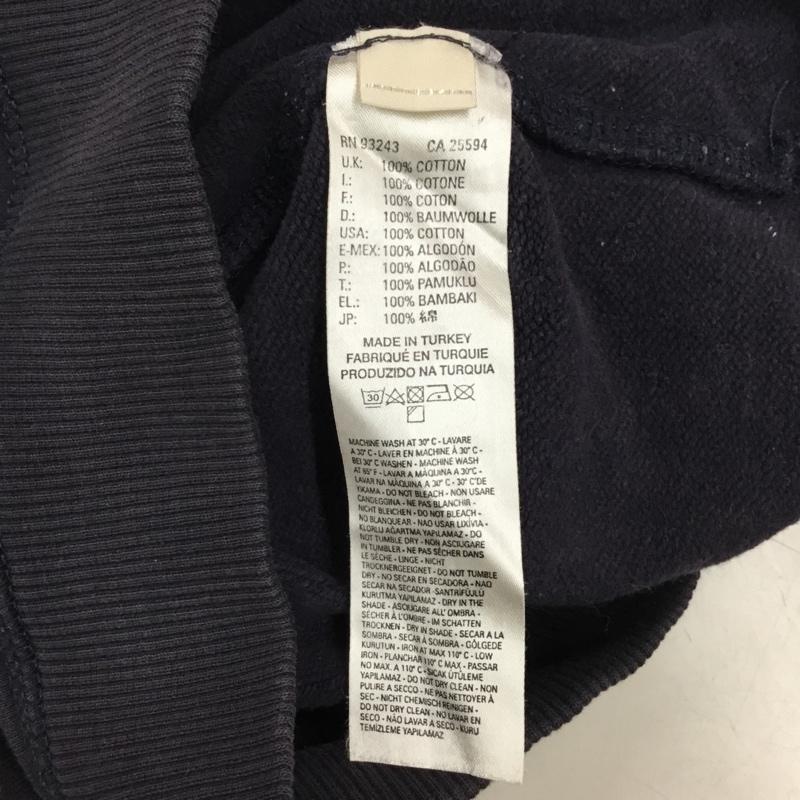 RN 93243 CA 25594
U.K: 100% COTTON
I.: 100% COTONE
F.: 100% COTON
D.: 100% BAUMWOLLE
USA: 100% COTTON
E-MEX: 100% ALGODÓN
P.: 100% ALGODÃO
T.: 100% PAMUKLU
EL.: 100% BAMBAKI
JP: 100% 綿
MADE IN TURKEY
FABRIQUÉ EN TURQUIE
PRODUZIDO NA TURQUIA
30
MACHINE WASH AT 30° C - LAVARE
A 30° C - LAVER EN MACHINE À 30° C -
BEI 30° C WASHEN - MACHINE WASH
AT 85° F - LAVAR A MÁQUINA A 30°C -
LAVAR NA MÁQUINA A 30° C - 30° C'DE
YIKAMA - DO NOT BLEACH - NON USARE
CANDEGGINA - NE PAS BLANCHIR -
NICHT BLEICHEN - DO NOT BLEACH -
NO BLANQUEAR - NAO USAR LIXÍVIA -
KLORLU AĞARTMA YAPILAMAZ - DO
NOT TUMBLE DRY - NON ASCIUGARE
IN TUMBLER - NE PAS SÉCHER DANS
LE SÈCHE - LINGE - NICHT
TROCKNERGEEIGNET - DO NOT TUMBLE
DRY - NO SECAR EN SECADORA - NAO
SECAR NA SECADOR - SANTRİFÜJLÜ
KURUTMA YAPILAMAZ - DRY IN THE
SHADE - ASCIUGARE ALL' OMBRA -
SÉCHER À L'OMBRE - IM SCHATTEN
TROCKNEN - DRY IN SHADE - SECAR A LA
SOMBRA - SECAR À SOMBRA - GÖLGEDE
KURUTUN - IRON AT MAX 110° C - LOW
IRON - PLANCHAR 110° C MAX - PASSAR
NO MAX. A 110° C - SICAK ÜTÜLEME
YAPILAMAZ - DO NOT DRY CLEAN - NON
PULIRE A SECCO - NE PAS NETTOYER À
SEC - NICHT CHEMISCH REINIGEN -
DO NOT DRY CLEAN - NO LAVAR EN
SECO - NÃO LAVAR A SECO - KURU
TEMİZLEME YAPILAMAZ